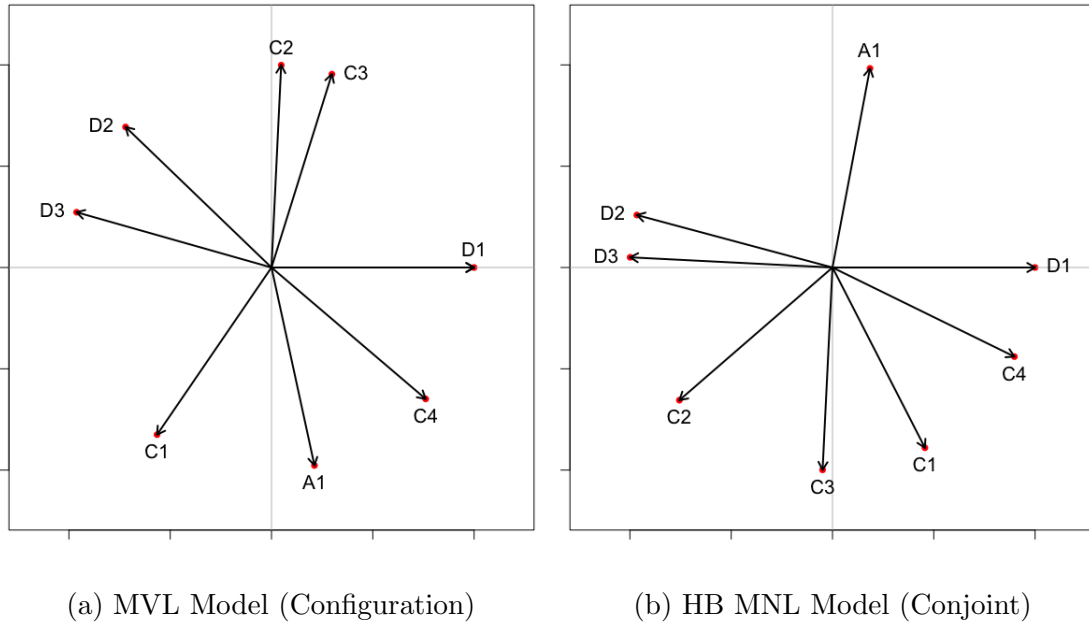 C2
C3
D2
D3
D1
C4
C1
A1
(a) MVL Model (Configuration)
A1
D2
D3
D1
C4
C2
C1
C3
(b) HB MNL Model (Conjoint)